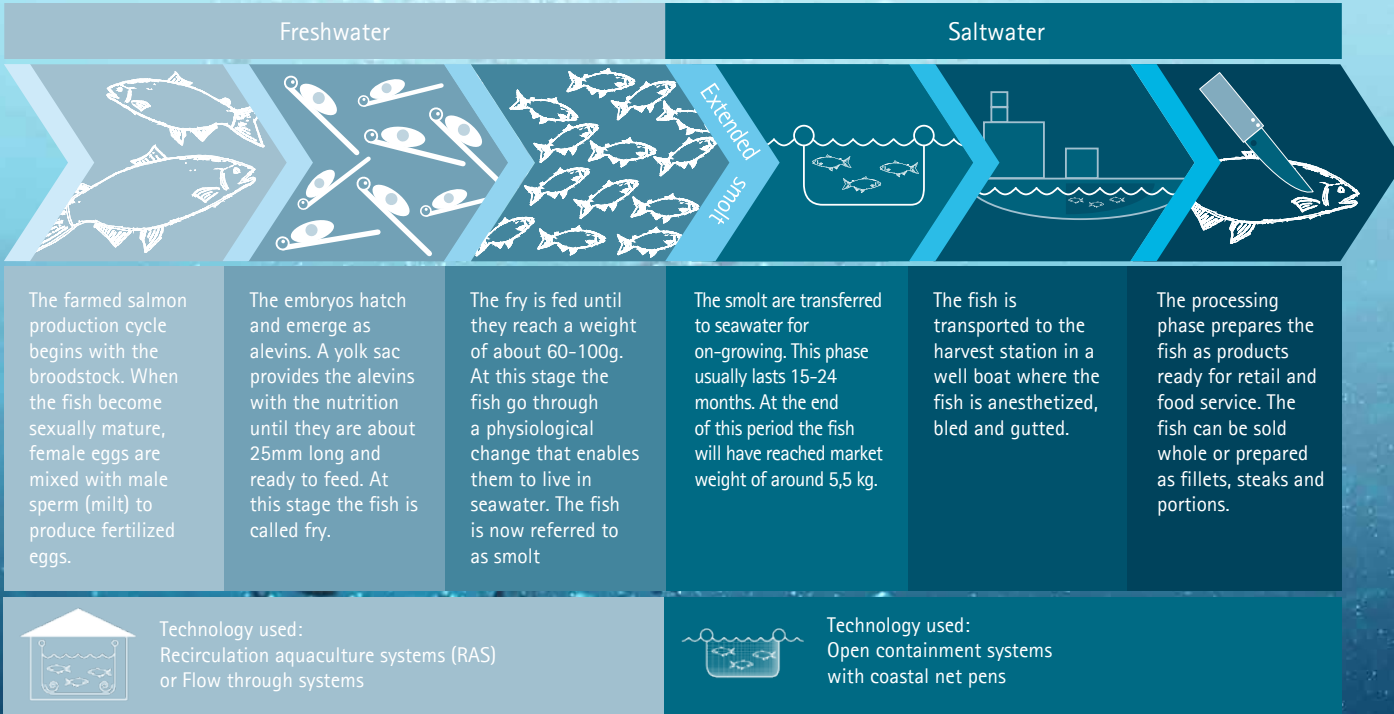 Freshwater
Saltwater
Extended
smolt
The farmed salmon
production cycle
begins with the
broodstock. When
the fish become
sexually mature,
female eggs are
mixed with male
sperm (milt) to
produce fertilized
eggs.
The embryos hatch
and emerge as
alevins. A yolk sac
provides the alevins
with the nutrition
until they are about
25mm long and
ready to feed. At
this stage the fish is
called fry.
The fry is fed until
they reach a weight
of about 60-100g.
At this stage the
fish go through
a physiological
change that enables
them to live in
seawater. The fish
is now referred to
as smolt
The smolt are transferred
to seawater for
on-growing. This phase
usually lasts 15-24
months. At the end
of this period the fish
will have reached market
weight of around 5,5 kg.
The fish is
transported to the
harvest station in a
well boat where the
fish is anesthetized,
bled and gutted.
The processing
phase prepares the
fish as products
ready for retail and
food service. The
fish can be sold
whole or prepared
as fillets, steaks and
portions.
Technology used:
Recirculation aquaculture systems (RAS)
or Flow through systems
Technology used:
Open containment systems
with coastal net pens